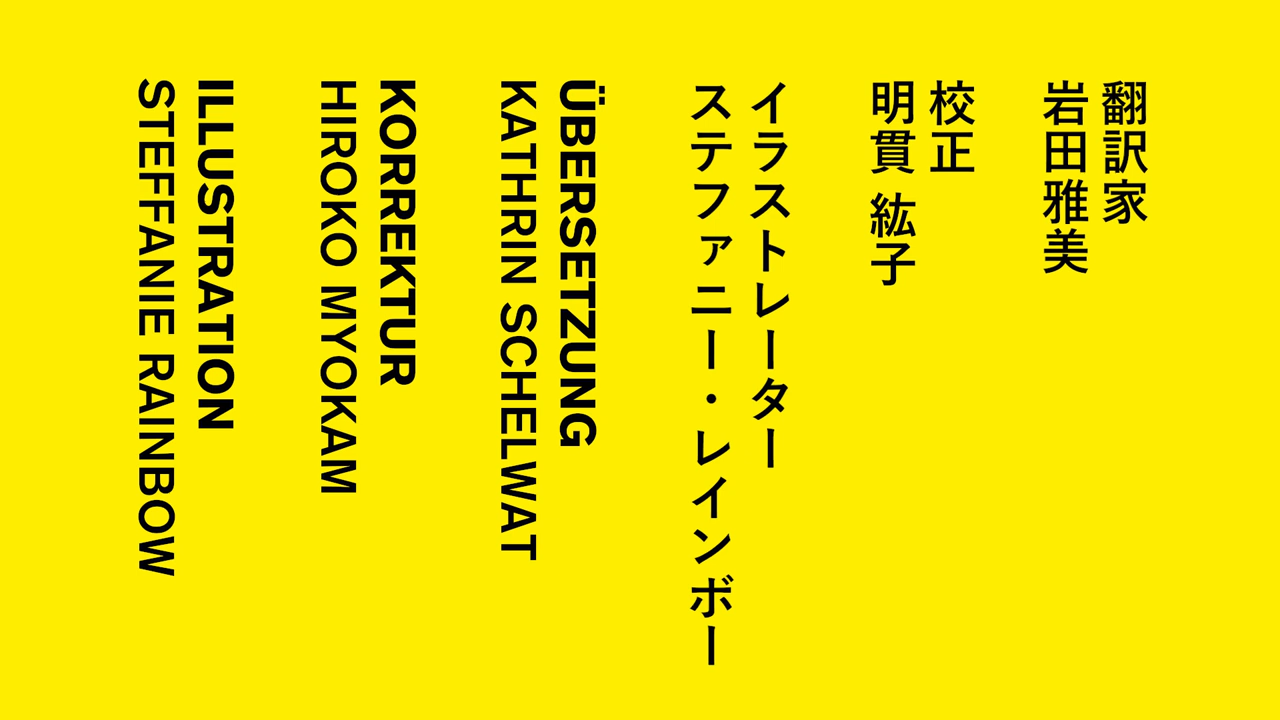 翻訳家
岩田雅美
校正
明貫 紘子
イラストレーター
ステファニー・レインボー
ÜBERSETZUNG
KATHRIN SCHELWAT
KORREKTUR
HIROKO MYOKAM
ILLUSTRATION
STEFFANIE RAINBOW